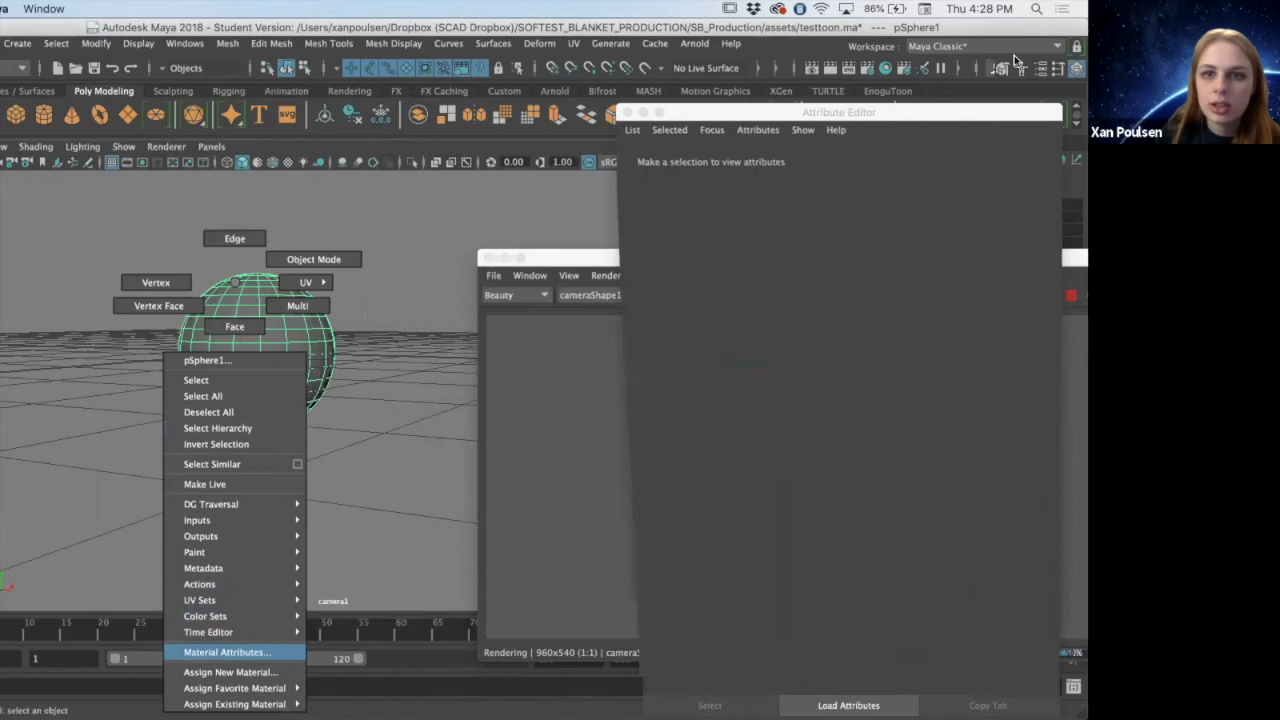 Window
86%
Thu 4:28 PM
Autodesk Maya 2018 - Student Version: /Users/xanpoulsen/Dropbox (SCAD Dropbox)/SOFTEST_BLANKET_PRODUCTION/SB_Production/assets/testtoon.ma* --- pSphere1
Create Select Modify Display Windows Mesh Edit Mesh Mesh Tools Mesh Display Curves Surfaces Deform UV Generate Cache Arnold Help
Workspace : Maya Classic*
Objects
No Live Surface
/ Surfaces Poly Modeling Sculpting Rigging Animation Rendering FX FX Caching Custom Arnold Bifrost MASH Motion Graphics XGen TURTLE EnoguToon
Xan Poulsen
Attribute Editor
List Selected Focus Attributes Show Help
Make a selection to view attributes
Shading Lighting Show Renderer Panels
0.00
1.00
Edge
Object Mode
Vertex
UV
Vertex Face
Multi
Face
File Window View Render
Beauty
cameraShape1
pSphere1...
Select
Select All
Deselect All
Select Hierarchy
Invert Selection
Select Similar
Make Live
DG Traversal
Inputs
Outputs
Paint
Metadata
Actions
UV Sets
Color Sets
Time Editor
Material Attributes...
Assign New Material...
Assign Favorite Material
Assign Existing Material
camera1
10 15 20 25 30
50 55 60 65 70
1
1
120
Rendering | 960x540 (1:1) | cameraS
Select
Load Attributes
Copy Tab
l: select an object